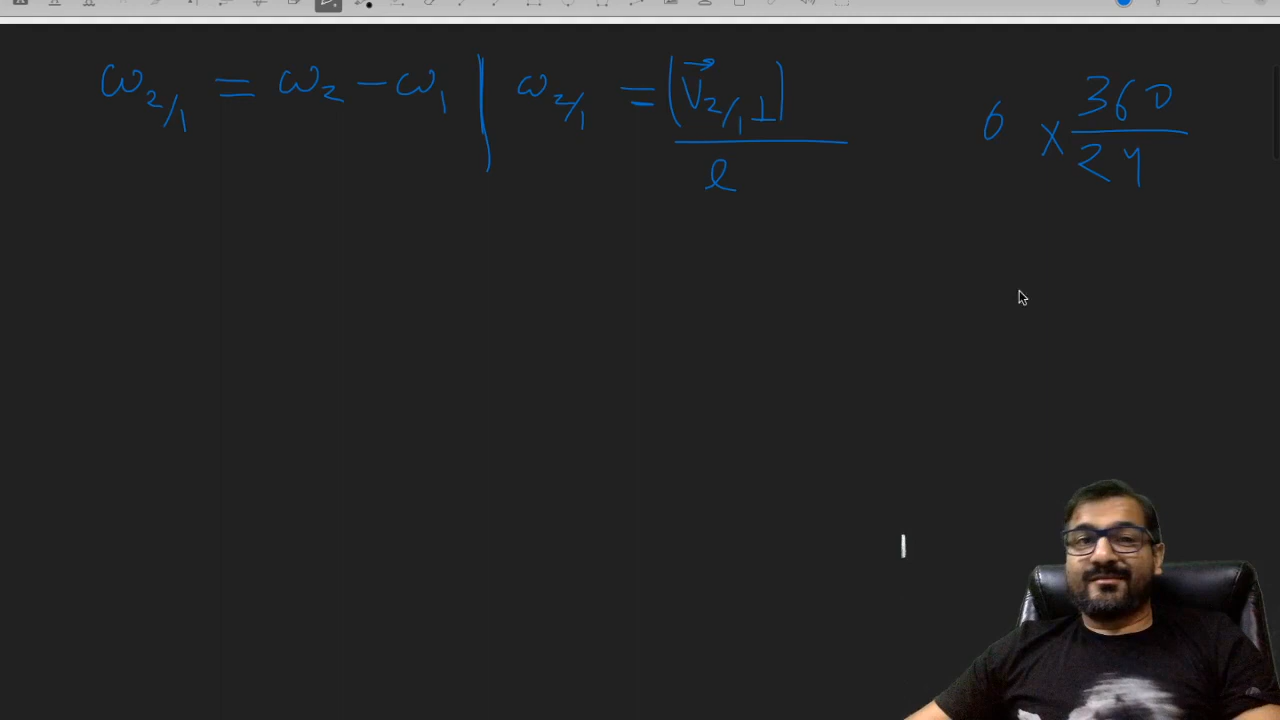 ω₂/₁ = ω₂ − ω₁ | ω₂/₁ = (V⃗₂/₁⊥)/ℓ
6 × 360/24